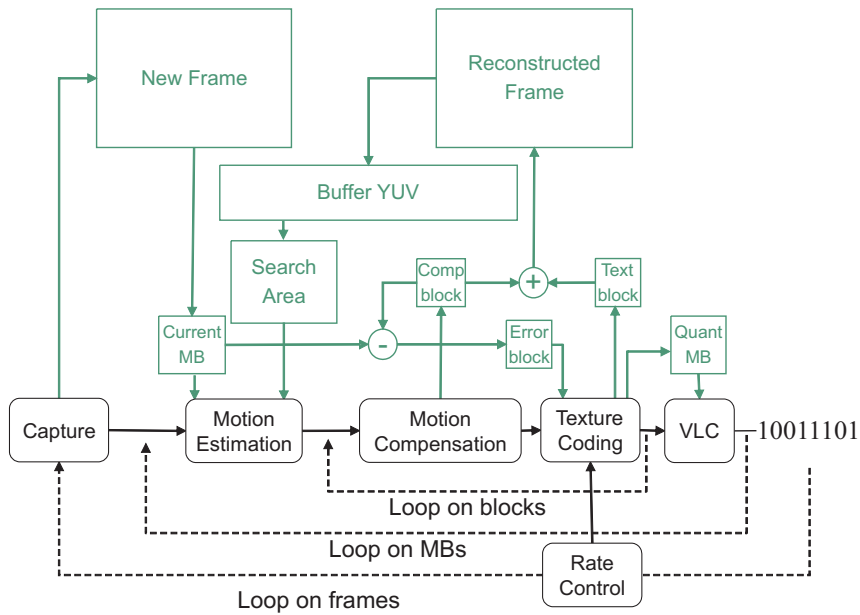 New Frame
Reconstructed
Frame
Buffer YUV
Search
Area
Comp
block
+
Text
block
Current
MB
-
Error
block
Quant
MB
Capture
Motion
Estimation
Motion
Compensation
Texture
Coding
VLC
10011101
Loop on blocks
Loop on MBs
Rate
Control
Loop on frames